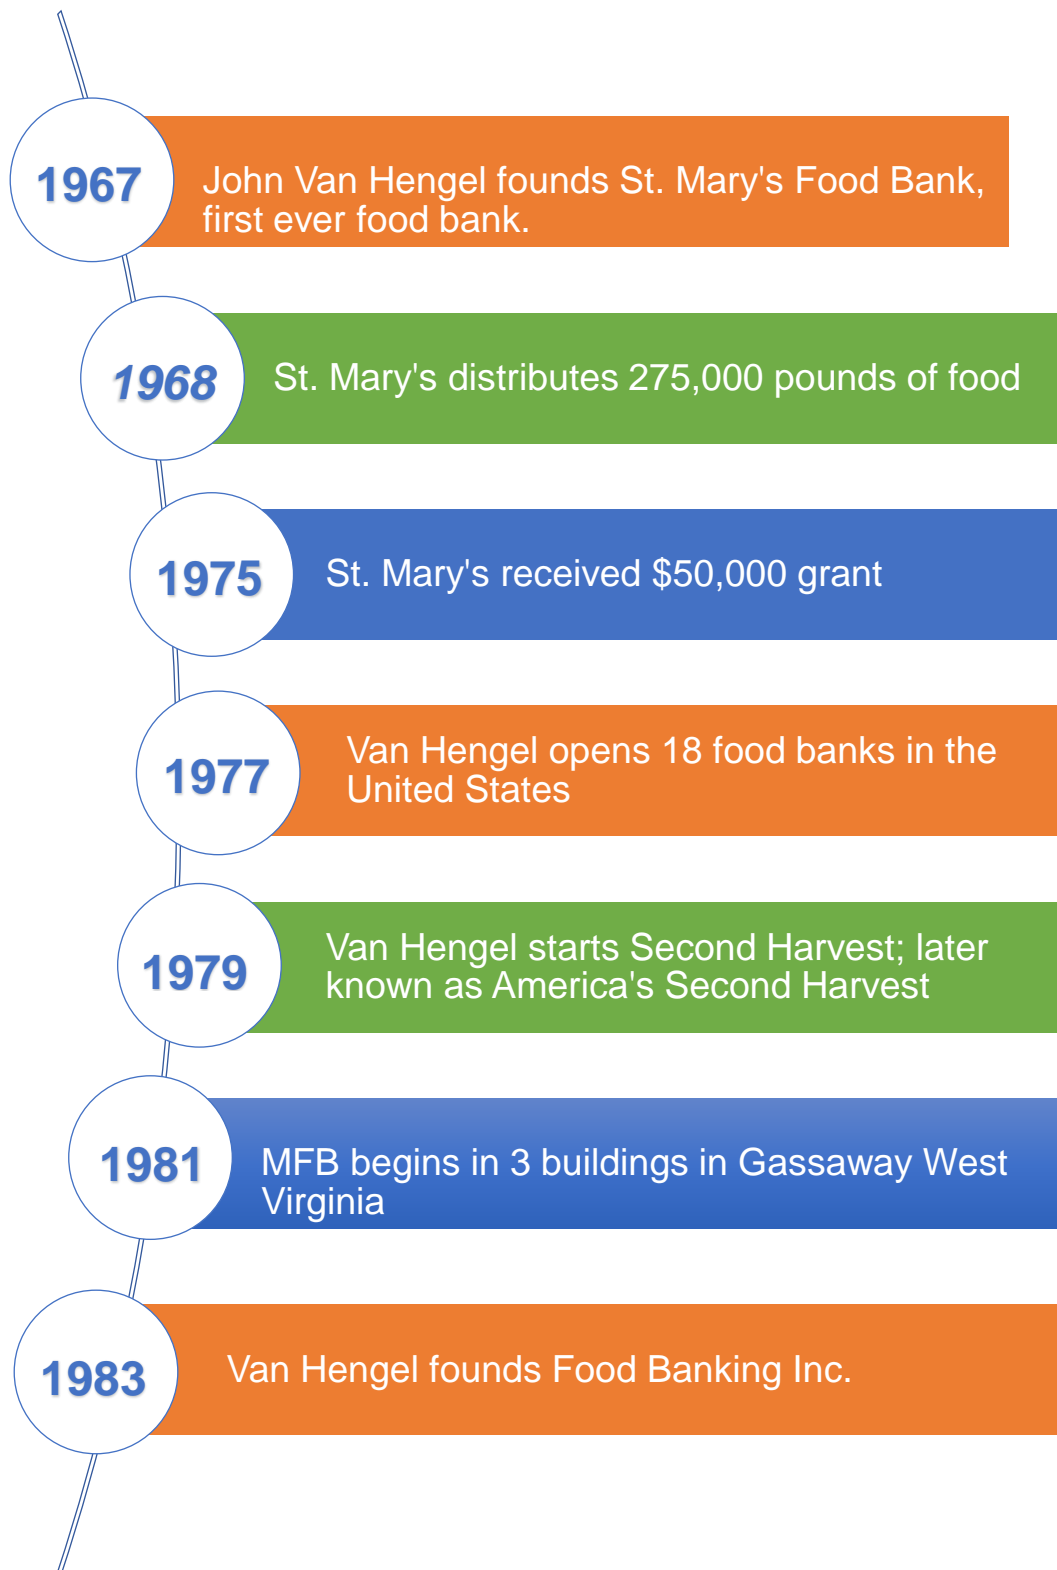 1967
John Van Hengel founds St. Mary's Food Bank,
first ever food bank.
1968
St. Mary's distributes 275,000 pounds of food
1975
St. Mary's received $50,000 grant
1977
Van Hengel opens 18 food banks in the
United States
1979
Van Hengel starts Second Harvest; later
known as America's Second Harvest
1981
MFB begins in 3 buildings in Gassaway West
Virginia
1983
Van Hengel founds Food Banking Inc.